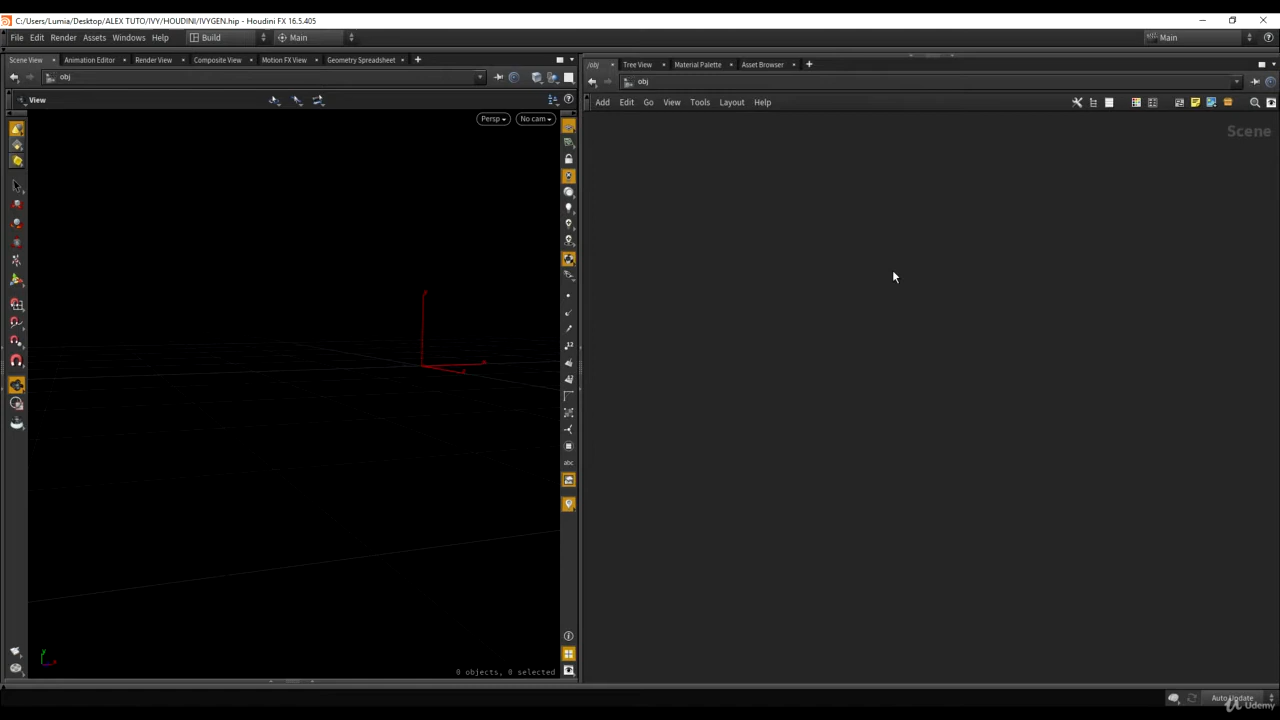 C:/Users/Lumia/Desktop/ALEX TUTO/IVY/HOUDINI/IVYGEN.hip - Houdini FX 16.5.405
File Edit Render Assets Windows Help Build Main Main
Scene View Animation Editor Render View Composite View Motion FX View Geometry Spreadsheet
obj
View
Persp No cam
12
abc
y
x
0 objects, 0 selected
/obj Tree View Material Palette Asset Browser
obj
Add Edit Go View Tools Layout Help
Scene
Auto Update
Udemy